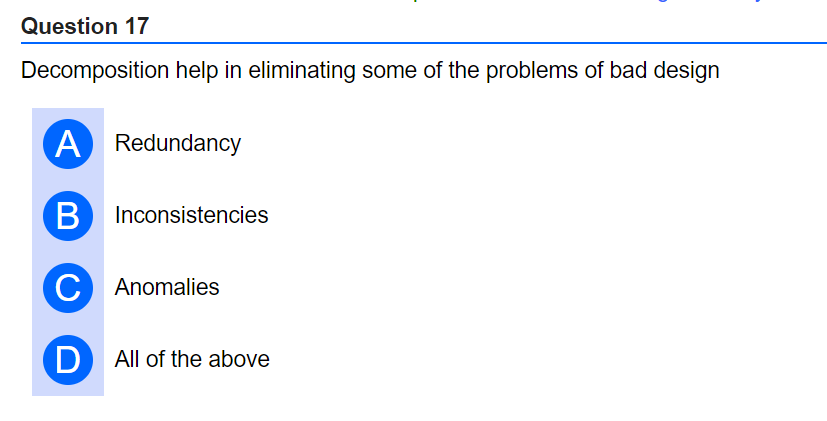 Question 17
Decomposition help in eliminating some of the problems of bad design
A Redundancy
B Inconsistencies
C Anomalies
D All of the above